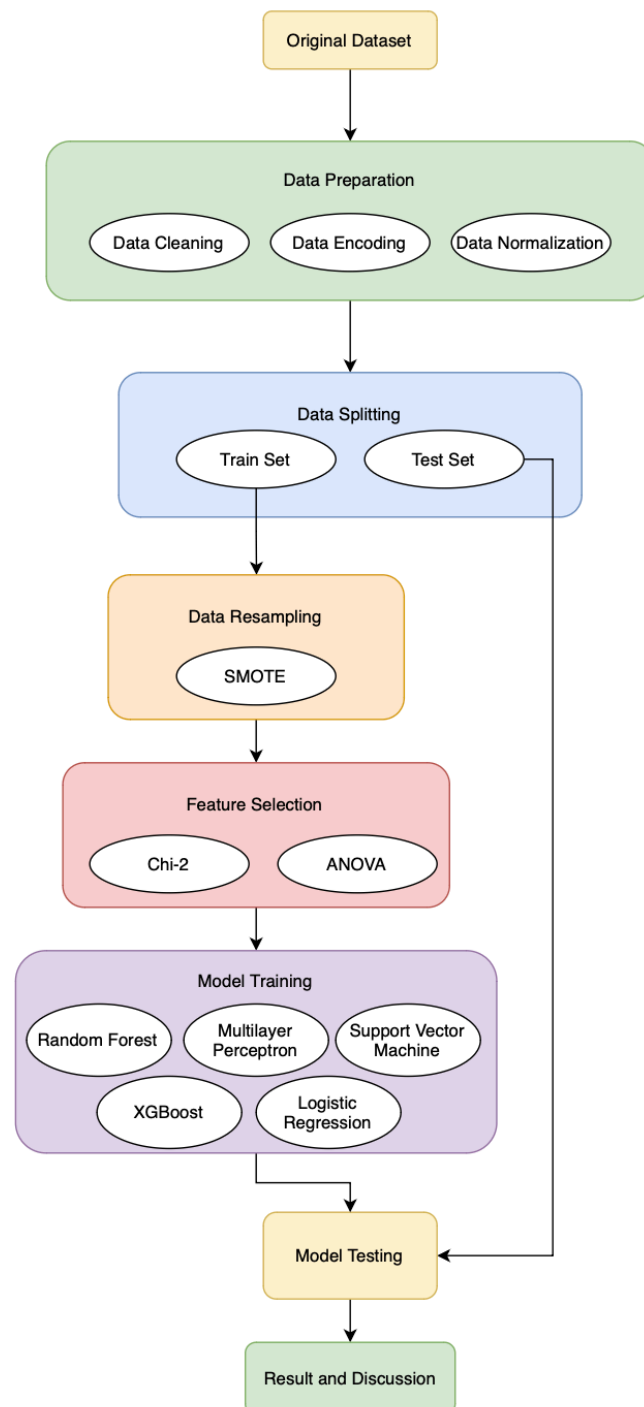 Original Dataset
Data Preparation
Data Cleaning
Data Encoding
Data Normalization
Data Splitting
Train Set
Test Set
Data Resampling
SMOTE
Feature Selection
Chi-2
ANOVA
Model Training
Random Forest
Multilayer
Perceptron
Support Vector
Machine
XGBoost
Logistic
Regression
Model Testing
Result and Discussion